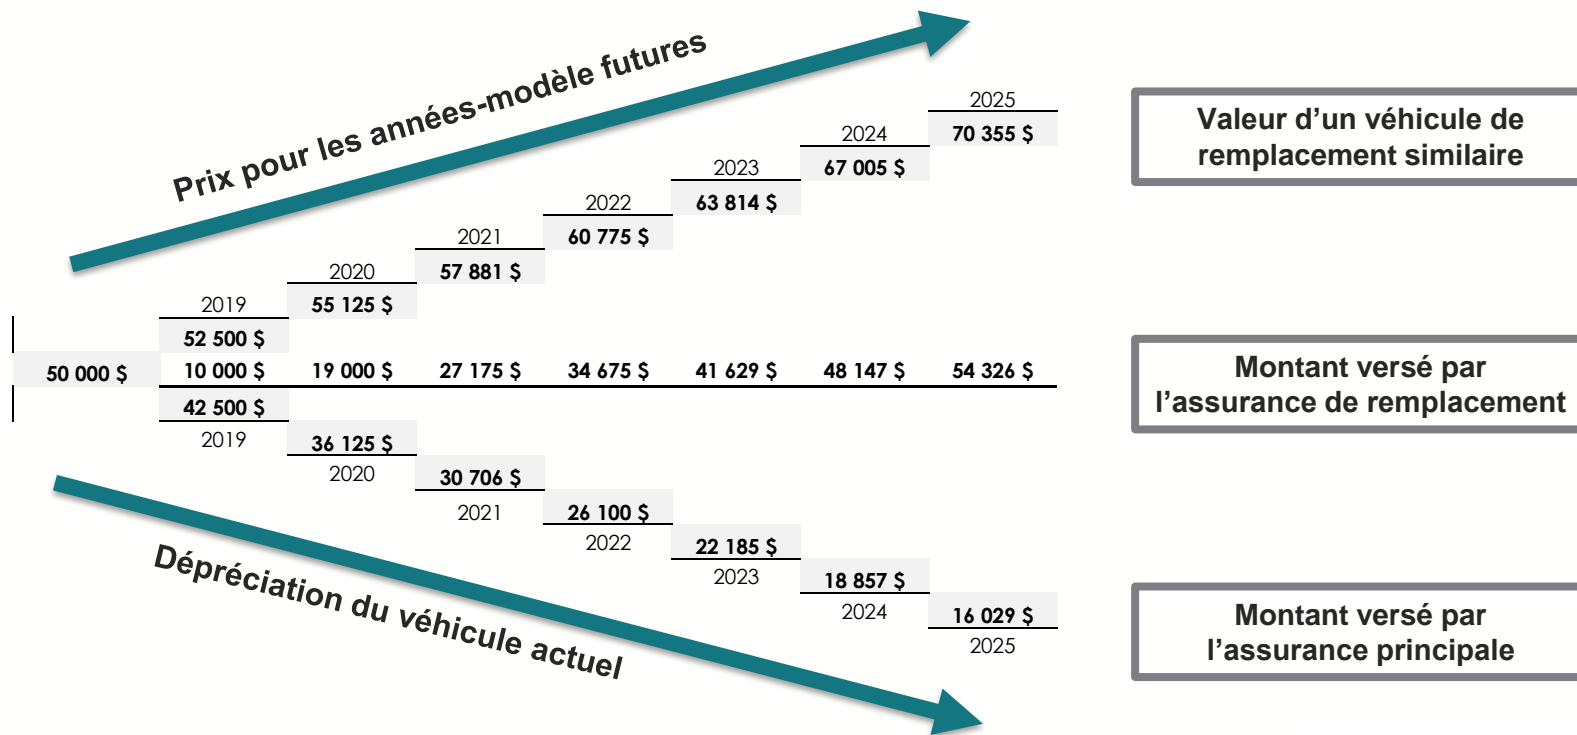 Prix pour les années-modèle futures
2025
70 355 $
2024
67 005 $
2023
63 814 $
2022
60 775 $
2021
57 881 $
2020
55 125 $
2019
52 500 $
50 000 $ 10 000 $ 19 000 $ 27 175 $ 34 675 $ 41 629 $ 48 147 $ 54 326 $
42 500 $
2019
36 125 $
2020
30 706 $
2021
26 100 $
2022
22 185 $
2023
18 857 $
2024
16 029 $
2025
Dépréciation du véhicule actuel
Valeur d’un véhicule de
remplacement similaire
Montant versé par
l’assurance de remplacement
Montant versé par
l’assurance principale